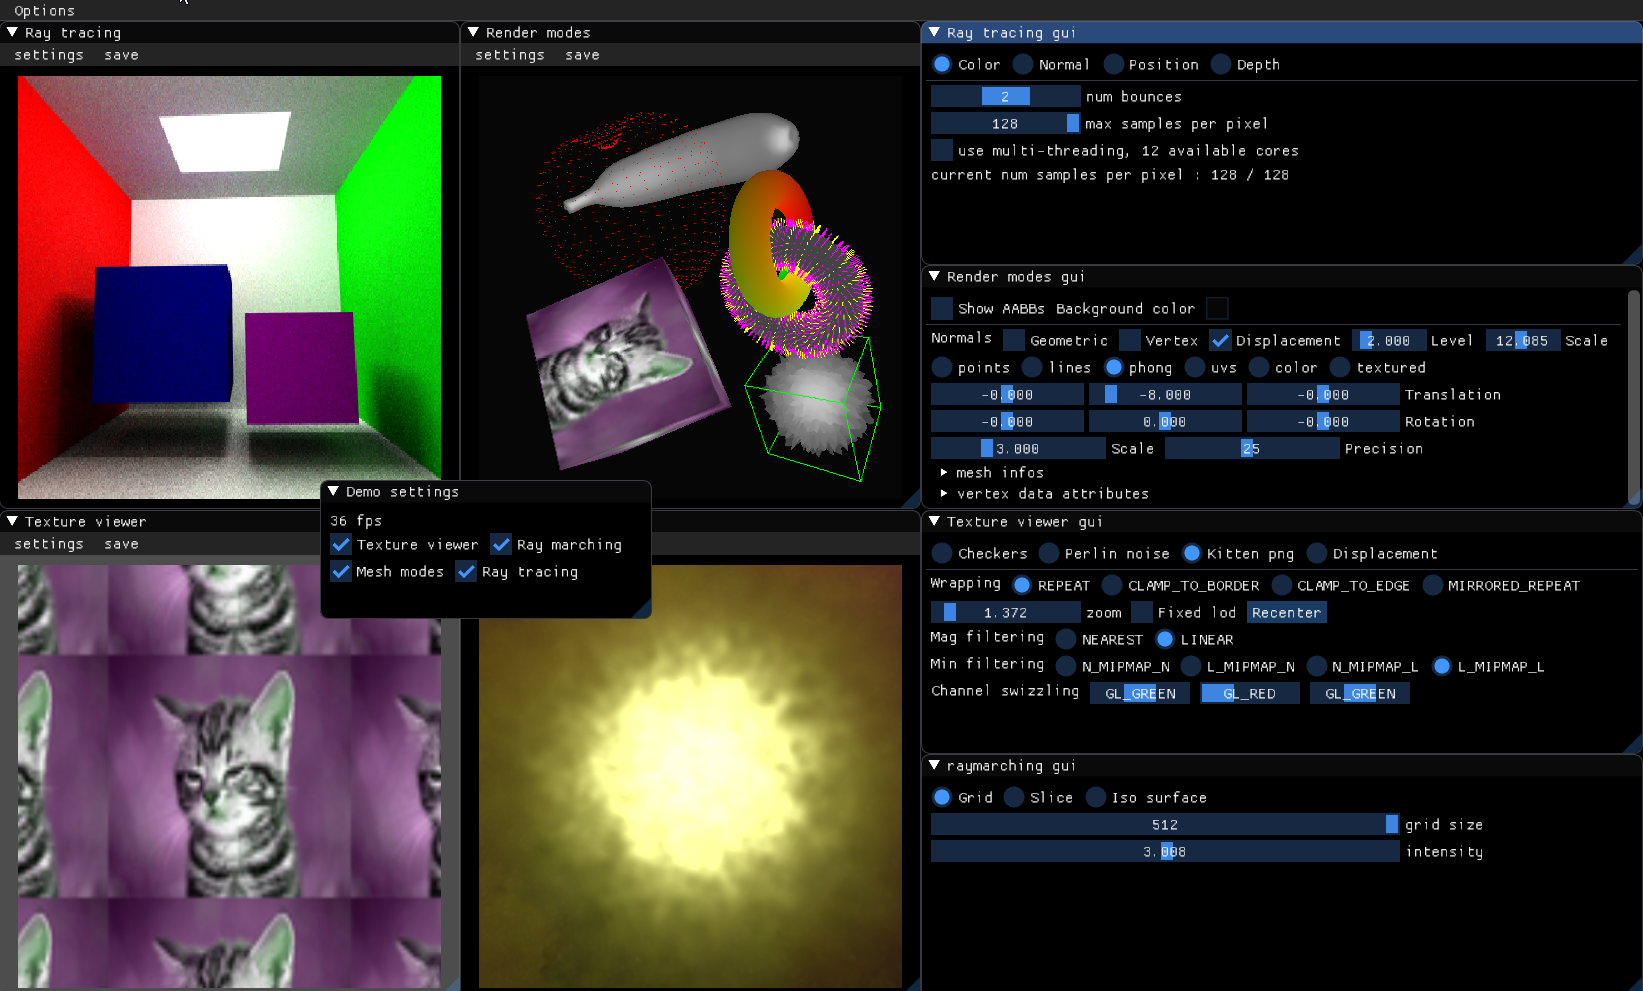 Options
Ray tracing
settings save
Render modes
settings save
Ray tracing gui
Color Normal Position Depth
2 num bounces
128 max samples per pixel
use multi-threading, 12 available cores
current num samples per pixel : 128 / 128
Render modes gui
Show AABBs Background color
Normals Geometric Vertex Displacement 2.000 Level 12.085 Scale
points lines phong uvs color textured
-0.000 -8.000 -0.000 Translation
-0.000 0.000 -0.000 Rotation
3.000 Scale 25 Precision
mesh infos
vertex data attributes
Demo settings
36 fps
Texture viewer Ray marching
Mesh modes Ray tracing
Texture viewer
settings save
Texture viewer gui
Checkers Perlin noise Kitten png Displacement
Wrapping REPEAT CLAMP_TO_BORDER CLAMP_TO_EDGE MIRRORED_REPEAT
1.372 zoom Fixed lod Recenter
Mag filtering NEAREST LINEAR
Min filtering N_MIPMAP_N L_MIPMAP_N N_MIPMAP_L L_MIPMAP_L
Channel swizzling GL_GREEN GL_RED GL_GREEN
raymarching gui
Grid Slice Iso surface
512 grid size
3.008 intensity